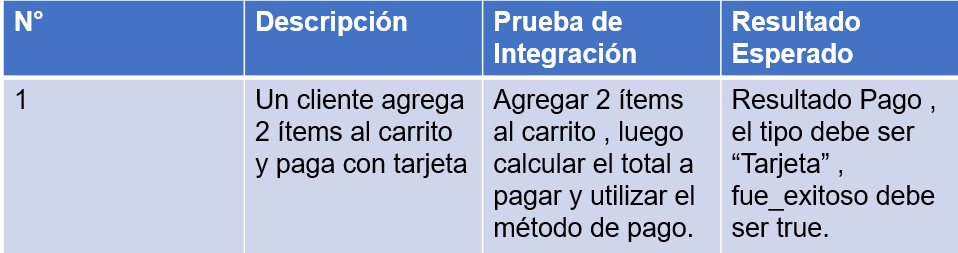 N°
Descripción
Prueba de
Integración
Resultado
Esperado
1
Un cliente agrega
2 ítems al carrito
y paga con tarjeta
Agregar 2 ítems
al carrito , luego
calcular el total a
pagar y utilizar el
método de pago.
Resultado Pago ,
el tipo debe ser
“Tarjeta” ,
fue_exitoso debe
ser true.